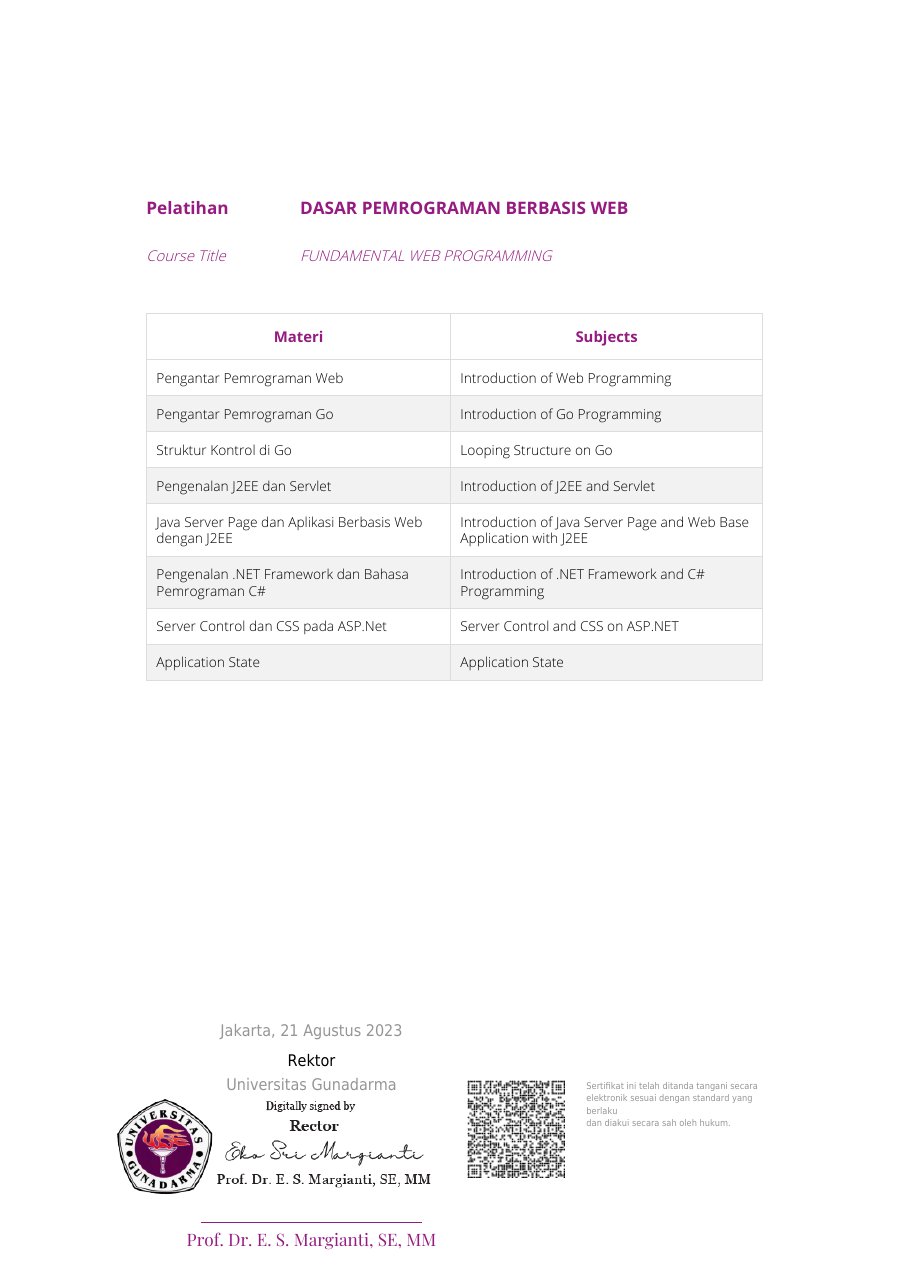 Pelatihan DASAR PEMROGRAMAN BERBASIS WEB
Course Title FUNDAMENTAL WEB PROGRAMMING
Materi Subjects
Pengantar Pemrograman Web Introduction of Web Programming
Pengantar Pemrograman Go Introduction of Go Programming
Struktur Kontrol di Go Looping Structure on Go
Pengenalan J2EE dan Servlet Introduction of J2EE and Servlet
Java Server Page dan Aplikasi Berbasis Web Introduction of Java Server Page and Web Base
dengan J2EE Application with J2EE
Pengenalan .NET Framework dan Bahasa Introduction of .NET Framework and C#
Pemrograman C# Programming
Server Control dan CSS pada ASP.Net Server Control and CSS on ASP.NET
Application State Application State
Jakarta, 21 Agustus 2023
Rektor
Universitas Gunadarma
Digitally signed by
Rector
Eko Sri Margianti
Prof. Dr. E. S. Margianti, SE, MM
UNIVERSITAS
GUNADARMA
Sertifikat ini telah ditanda tangani secara
elektronik sesuai dengan standard yang
berlaku
dan diakui secara sah oleh hukum.
Prof. Dr. E. S. Margianti, SE, MM